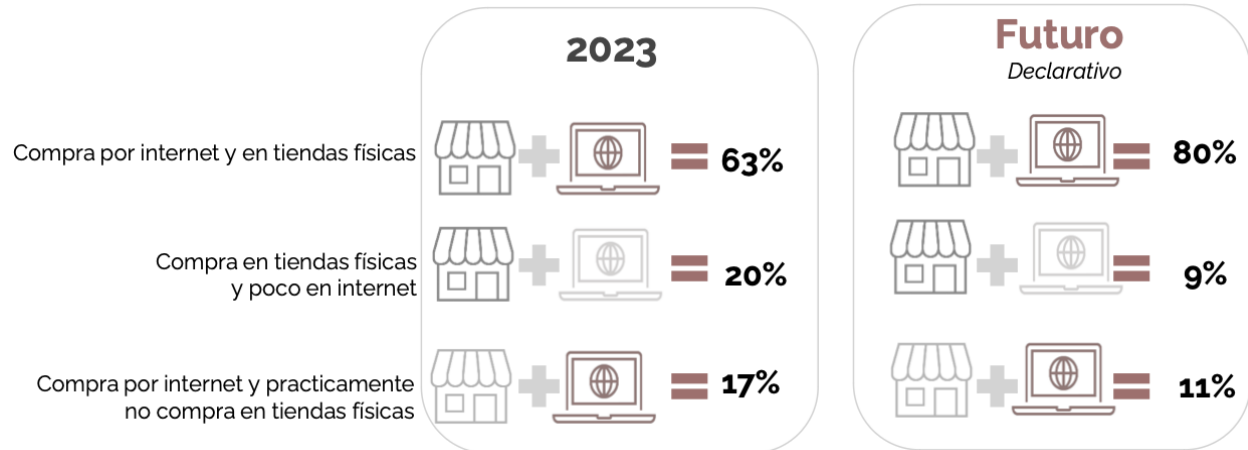 2023
Futuro
Declarativo
Compra por internet y en tiendas físicas
63%
80%
Compra en tiendas físicas
y poco en internet
20%
9%
Compra por internet y practicamente
no compra en tiendas físicas
17%
11%